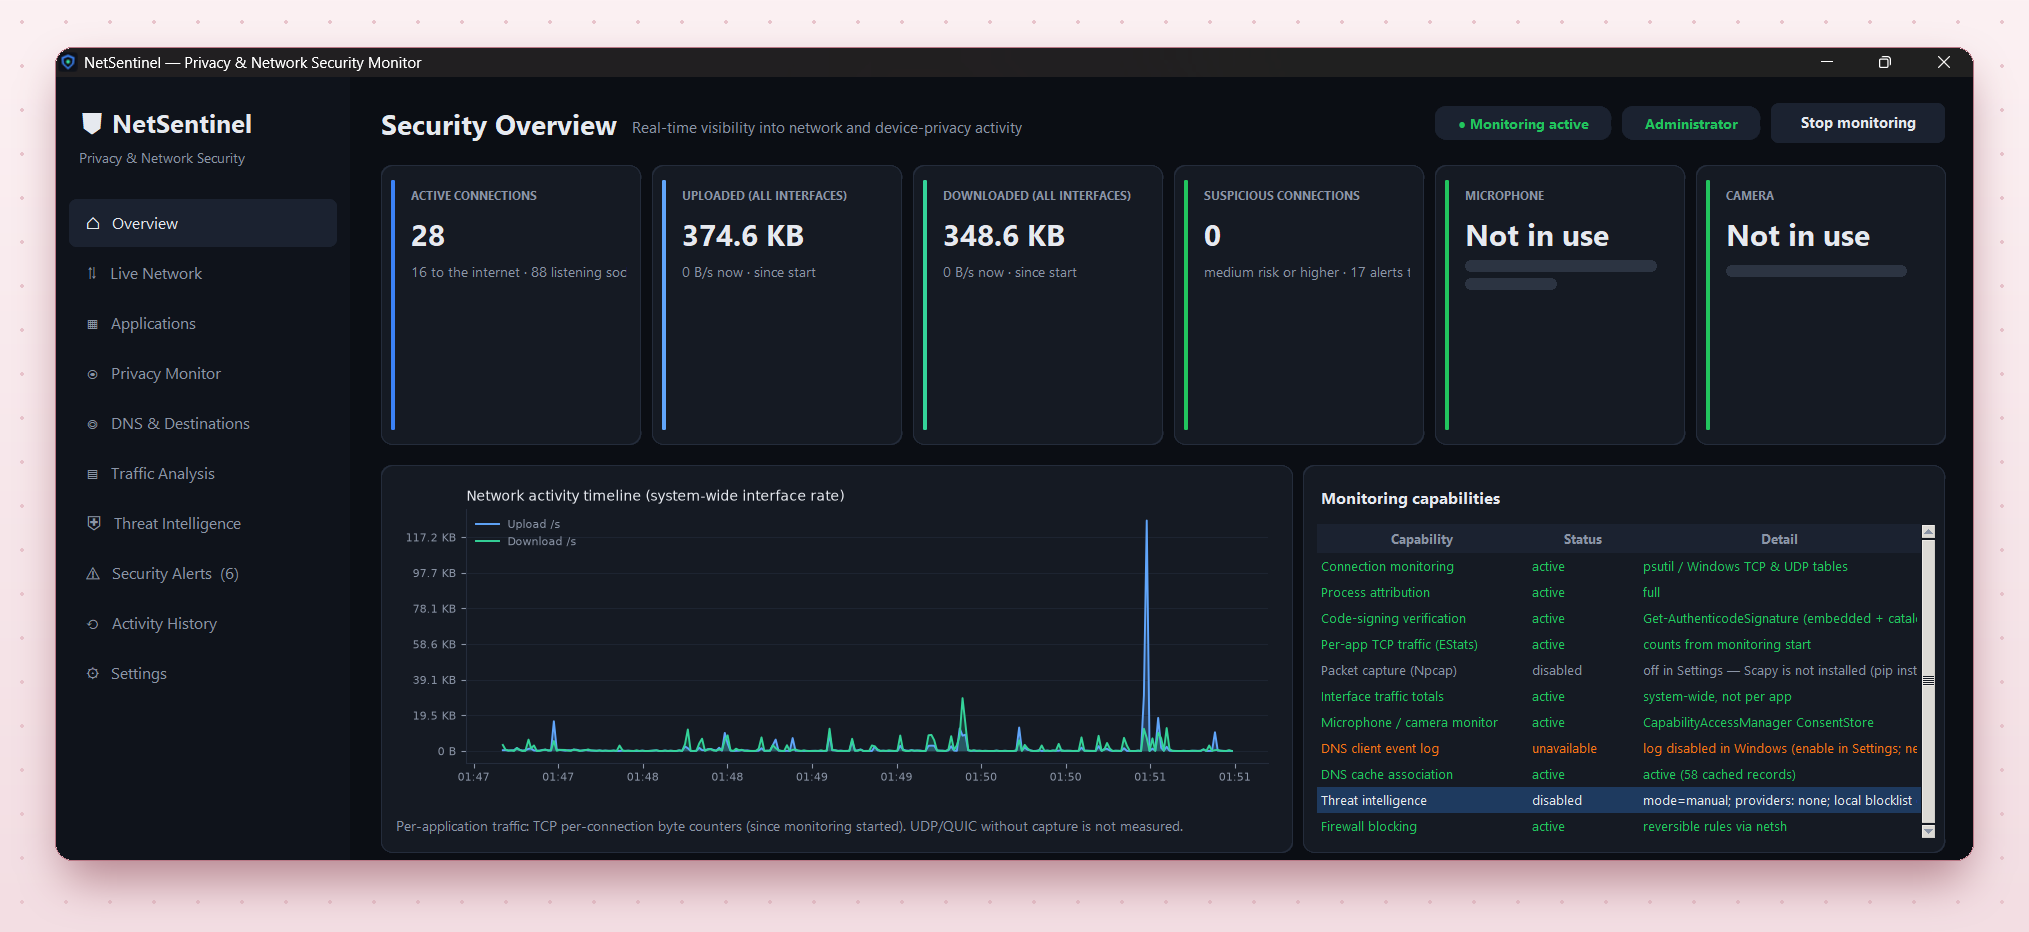 NetSentinel — Privacy & Network Security Monitor
NetSentinel
Privacy & Network Security
Overview
Live Network
Applications
Privacy Monitor
DNS & Destinations
Traffic Analysis
Threat Intelligence
Security Alerts (6)
Activity History
Settings
Security Overview Real-time visibility into network and device-privacy activity
• Monitoring active
Administrator
Stop monitoring
ACTIVE CONNECTIONS
28
16 to the internet · 88 listening soc
UPLOADED (ALL INTERFACES)
374.6 KB
0 B/s now · since start
DOWNLOADED (ALL INTERFACES)
348.6 KB
0 B/s now · since start
SUSPICIOUS CONNECTIONS
0
medium risk or higher · 17 alerts t
MICROPHONE
Not in use
CAMERA
Not in use
Network activity timeline (system-wide interface rate)
Upload /s
Download /s
117.2 KB
97.7 KB
78.1 KB
58.6 KB
39.1 KB
19.5 KB
0 B
01:47 01:47 01:48 01:48 01:49 01:49 01:50 01:50 01:51 01:51
Per-application traffic: TCP per-connection byte counters (since monitoring started). UDP/QUIC without capture is not measured.
Monitoring capabilities
Capability Status Detail
Connection monitoring active psutil / Windows TCP & UDP tables
Process attribution active full
Code-signing verification active Get-AuthenticodeSignature (embedded + catal
Per-app TCP traffic (EStats) active counts from monitoring start
Packet capture (Npcap) disabled off in Settings — Scapy is not installed (pip inst
Interface traffic totals active system-wide, not per app
Microphone / camera monitor active CapabilityAccessManager ConsentStore
DNS client event log unavailable log disabled in Windows (enable in Settings; ne
DNS cache association active active (58 cached records)
Threat intelligence disabled mode=manual; providers: none; local blocklist
Firewall blocking active reversible rules via netsh